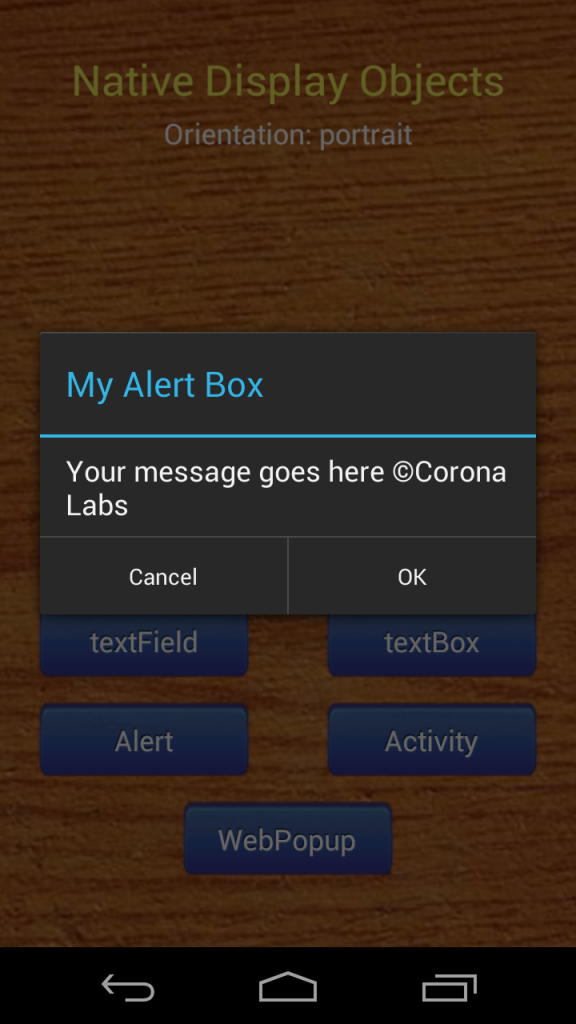 Native Display Objects
Orientation: portrait
My Alert Box
Your message goes here ©Corona
Labs
Cancel
OK
textField
textBox
Alert
Activity
WebPopup